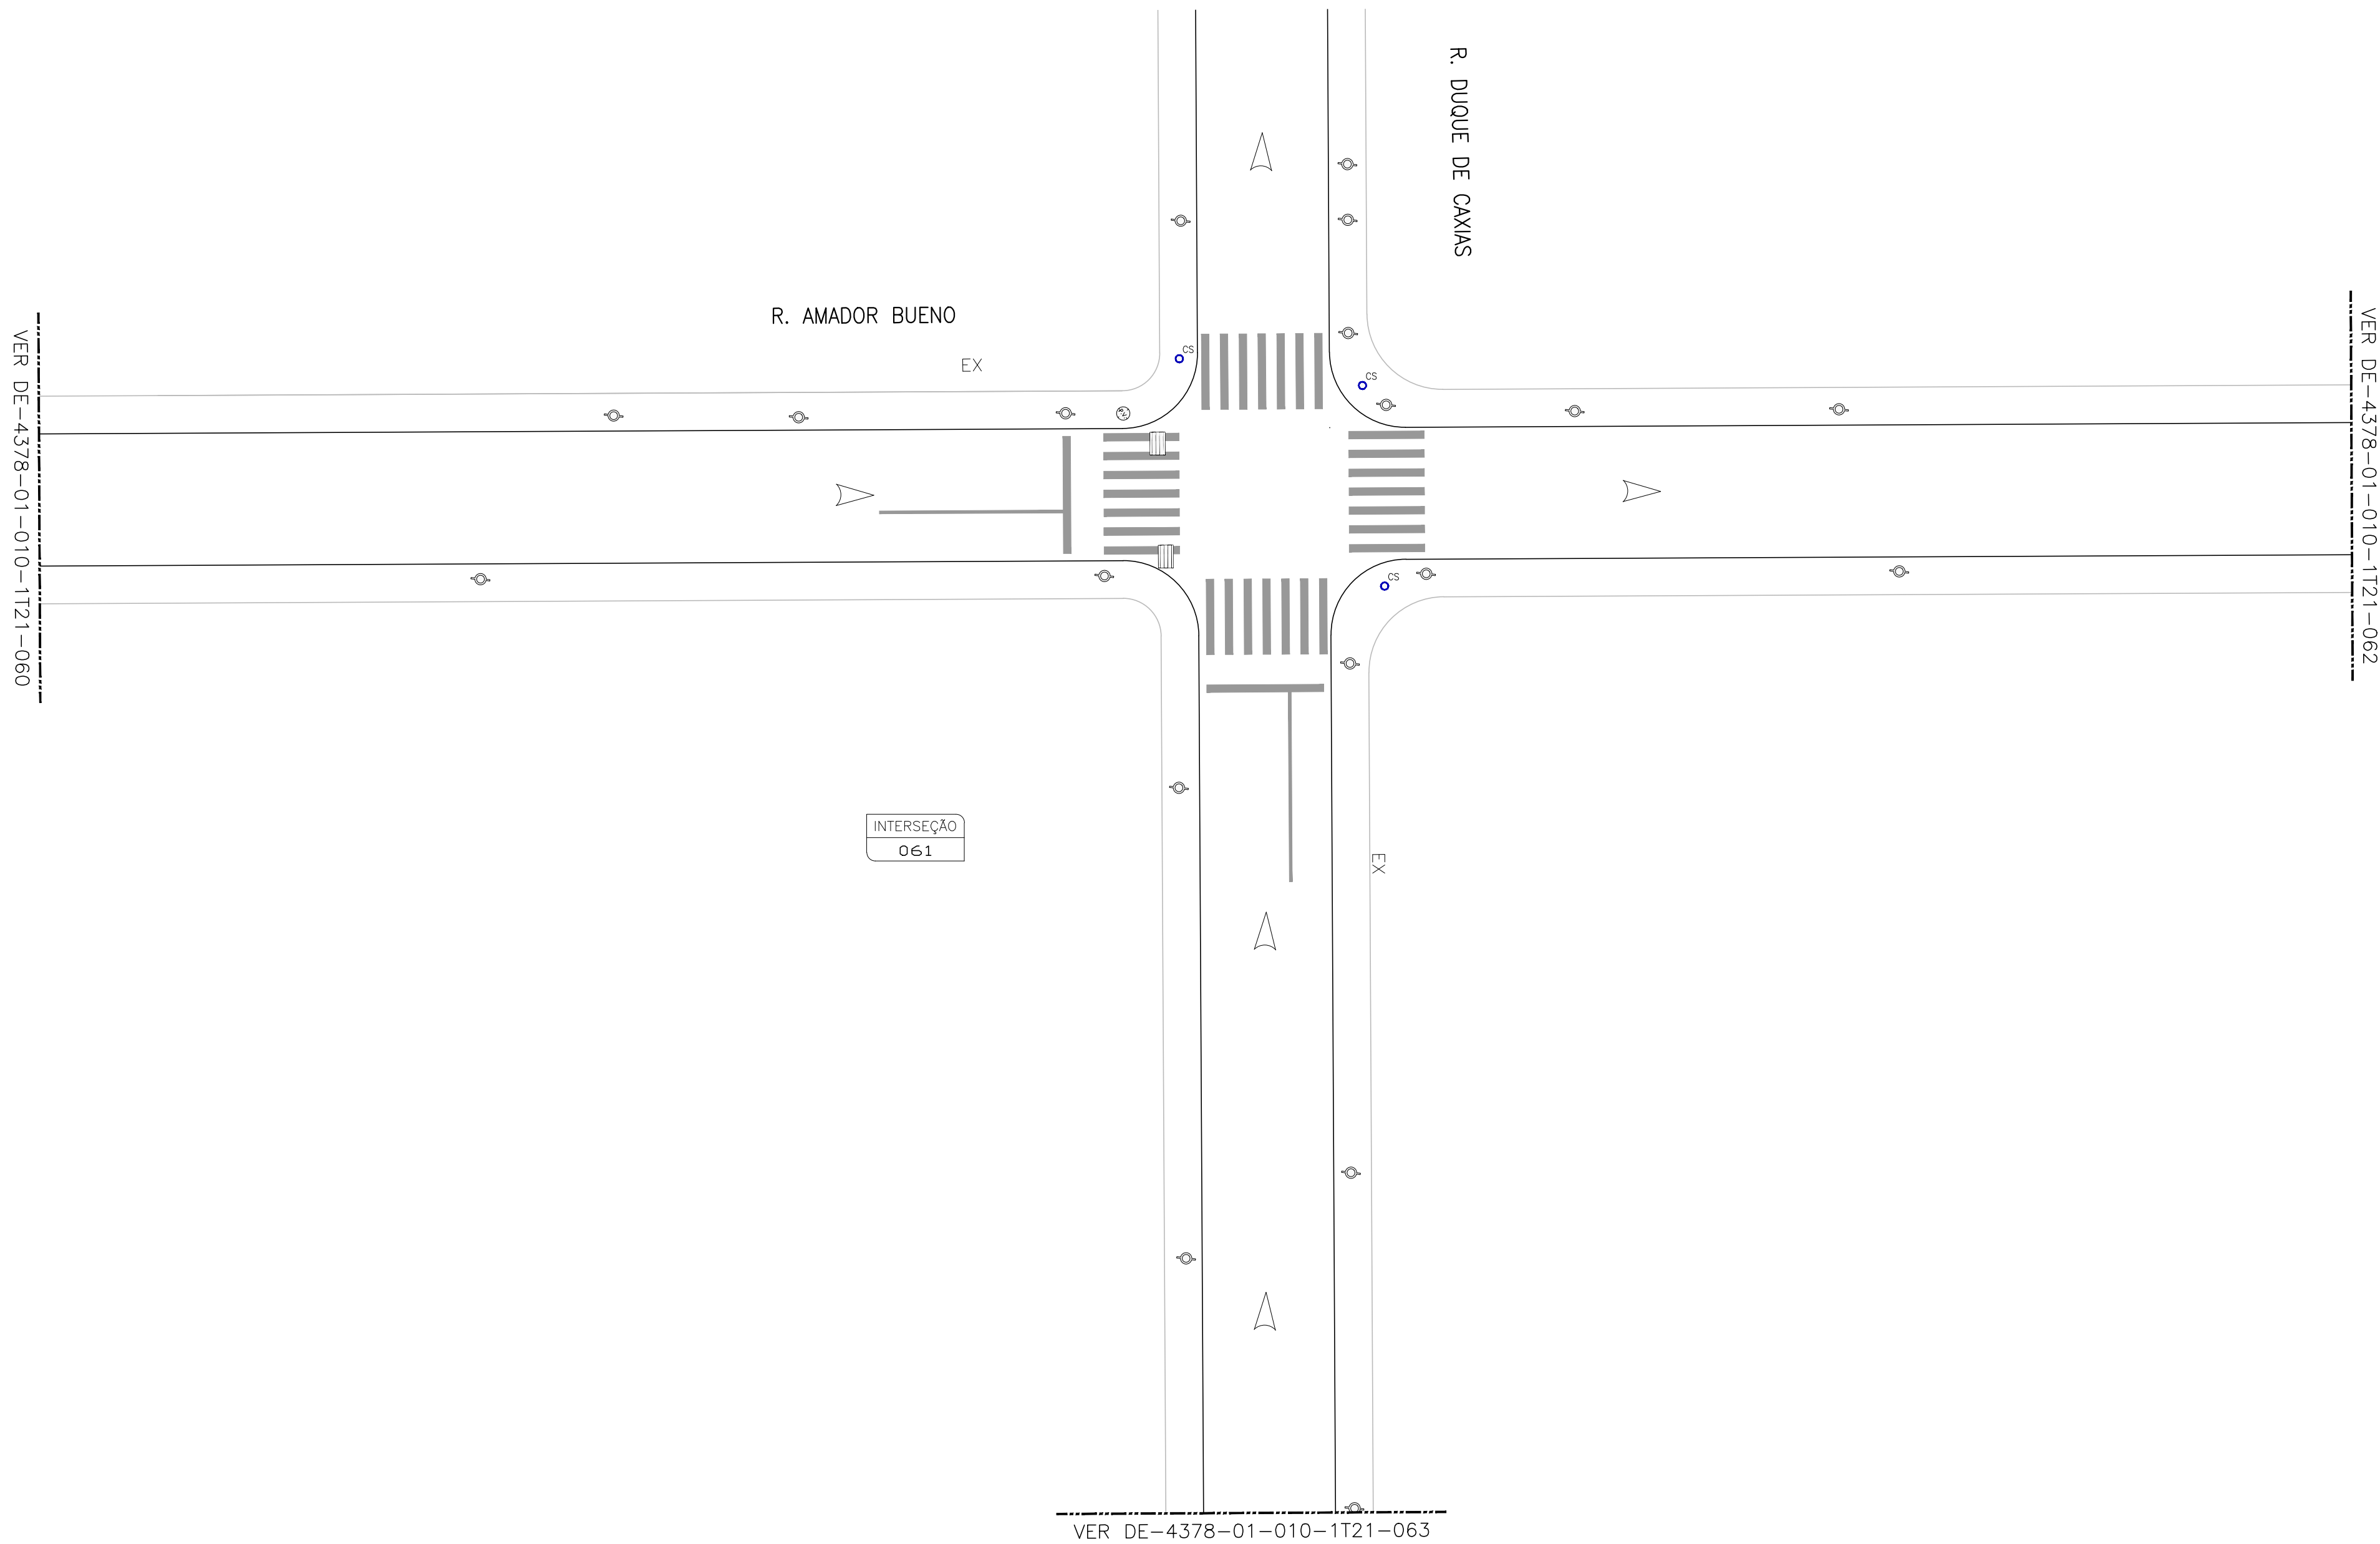 R. DUQUE DE CAXIAS
R. AMADOR BUENO
EX
CS
CS
CS
VER DE-4378-01-010-1T21-060
VER DE-4378-01-010-1T21-062
INTERSEÇÃO
061
EX
VER DE-4378-01-010-1T21-063